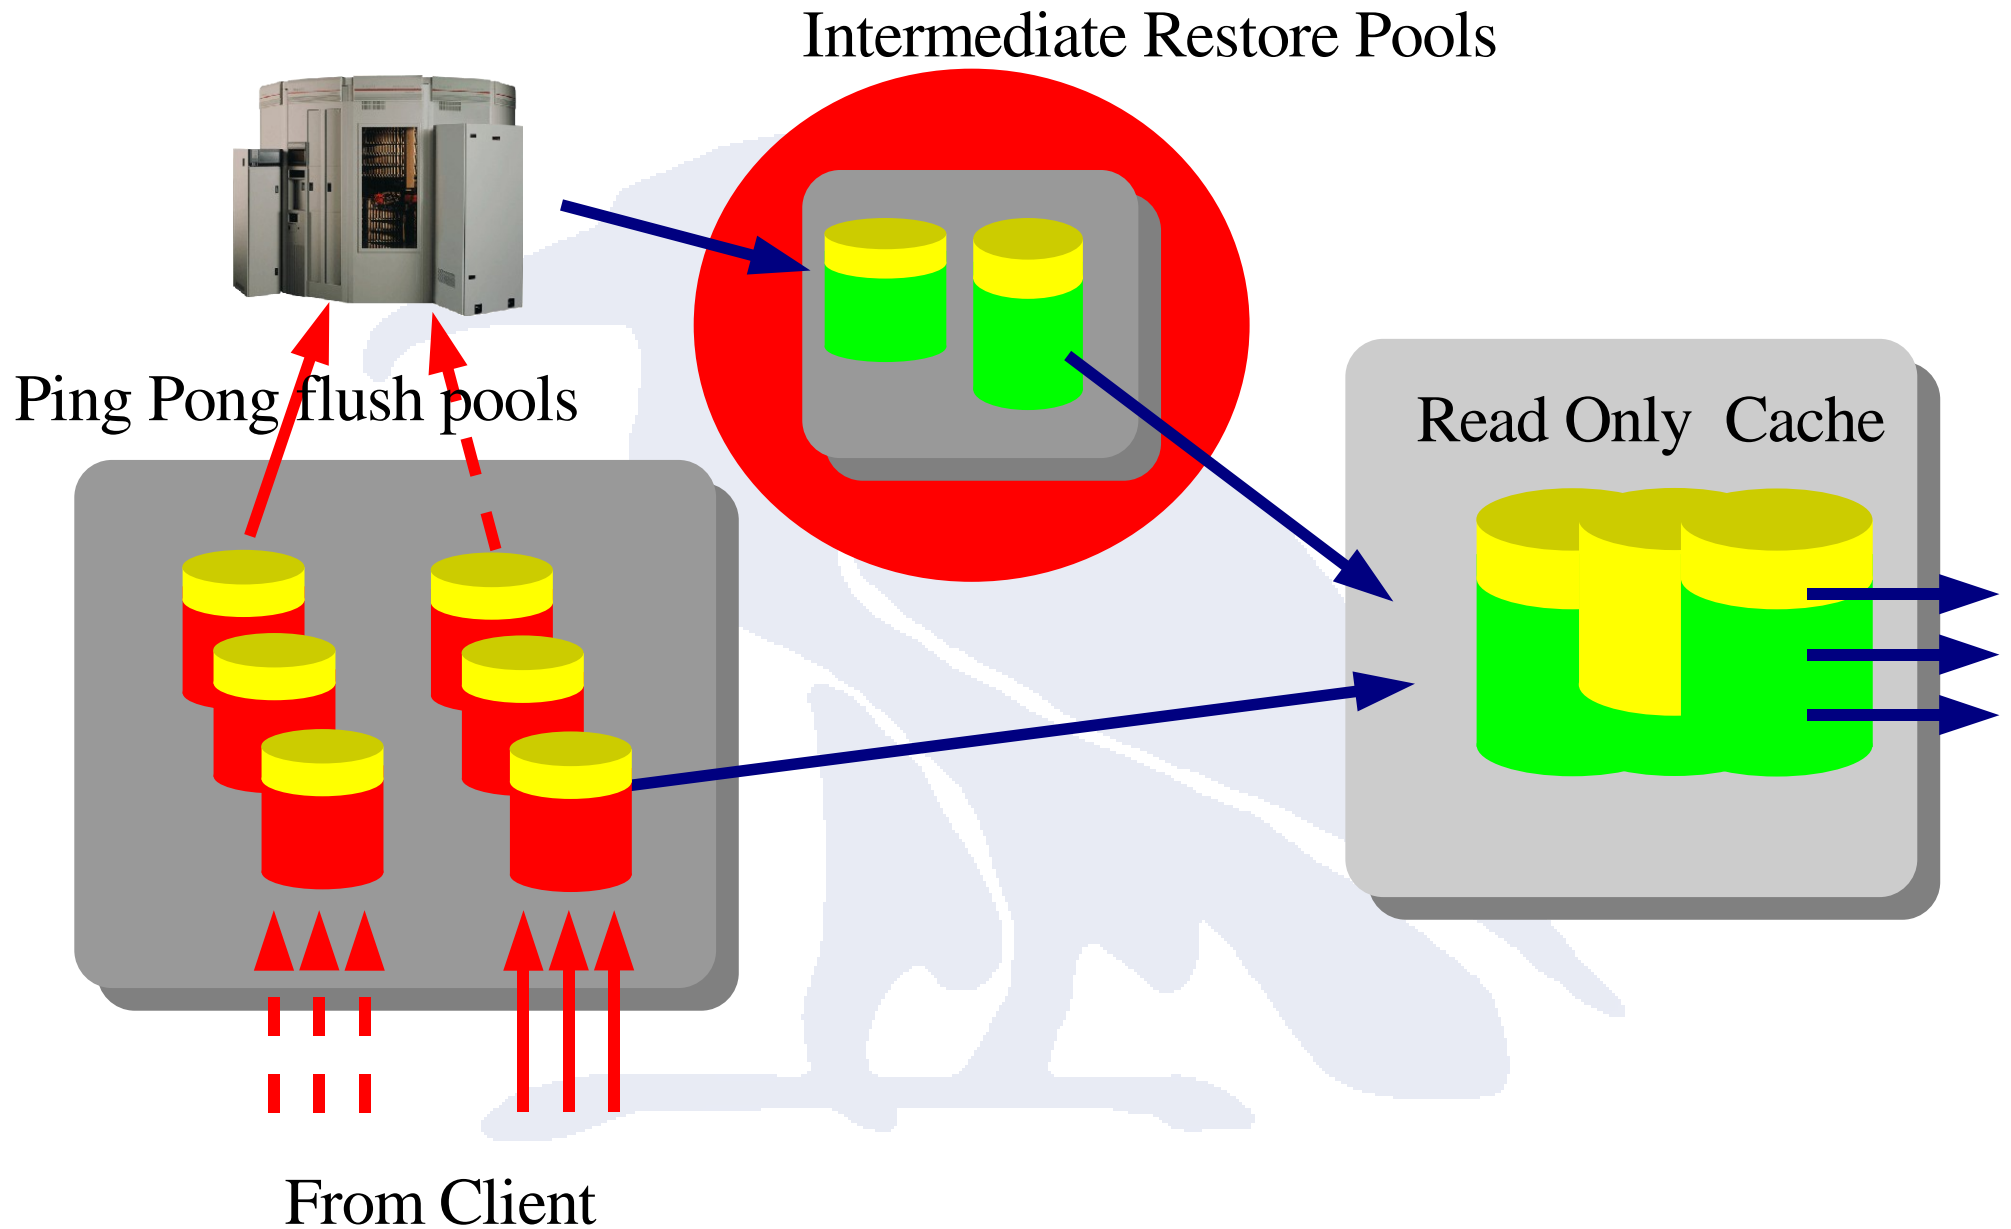 Intermediate Restore Pools
Ping Pong flush pools
Read Only Cache
From Client